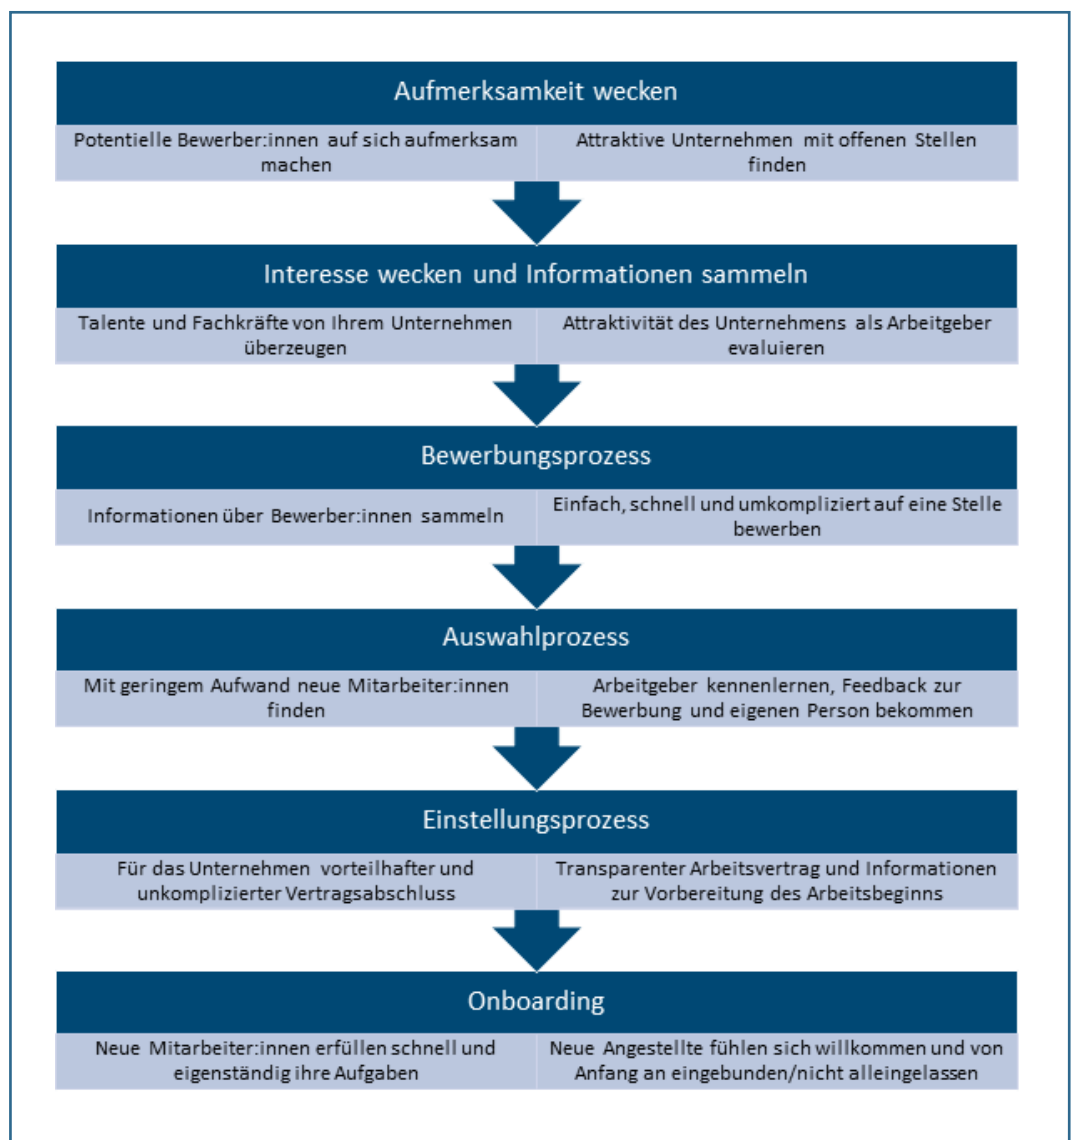 Aufmerksamkeit wecken
Potentielle Bewerber:innen auf sich aufmerksam
machen
Attraktive Unternehmen mit offenen Stellen
finden
Interesse wecken und Informationen sammeln
Talente und Fachkräfte von Ihrem Unternehmen
überzeugen
Attraktivität des Unternehmens als Arbeitgeber
evaluieren
Bewerbungsprozess
Informationen über Bewerber:innen sammeln
Einfach, schnell und umkompliziert auf eine Stelle
bewerben
Auswahlprozess
Mit geringem Aufwand neue Mitarbeiter:innen
finden
Arbeitgeber kennenlernen, Feedback zur
Bewerbung und eigenen Person bekommen
Einstellungsprozess
Für das Unternehmen vorteilhafter und
unkomplizierter Vertragsabschluss
Transparenter Arbeitsvertrag und Informationen
zur Vorbereitung des Arbeitsbeginns
Onboarding
Neue Mitarbeiter:innen erfüllen schnell und
eigenständig ihre Aufgaben
Neue Angestellte fühlen sich willkommen und von
Anfang an eingebunden/nicht alleingelassen